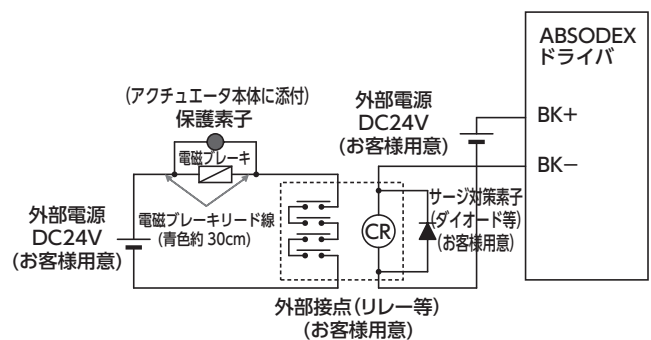 ABSODEX
ドライバ
(アクチュエータ本体に添付)
保護素子
外部電源
DC24V
(お客様用意)
BK+
BK−
電磁ブレーキ
サージ対策素子
(ダイオード等)
(お客様用意)
外部電源
DC24V
(お客様用意)
電磁ブレーキリード線
(青色約 30cm)
CR
外部接点(リレー等)
(お客様用意)